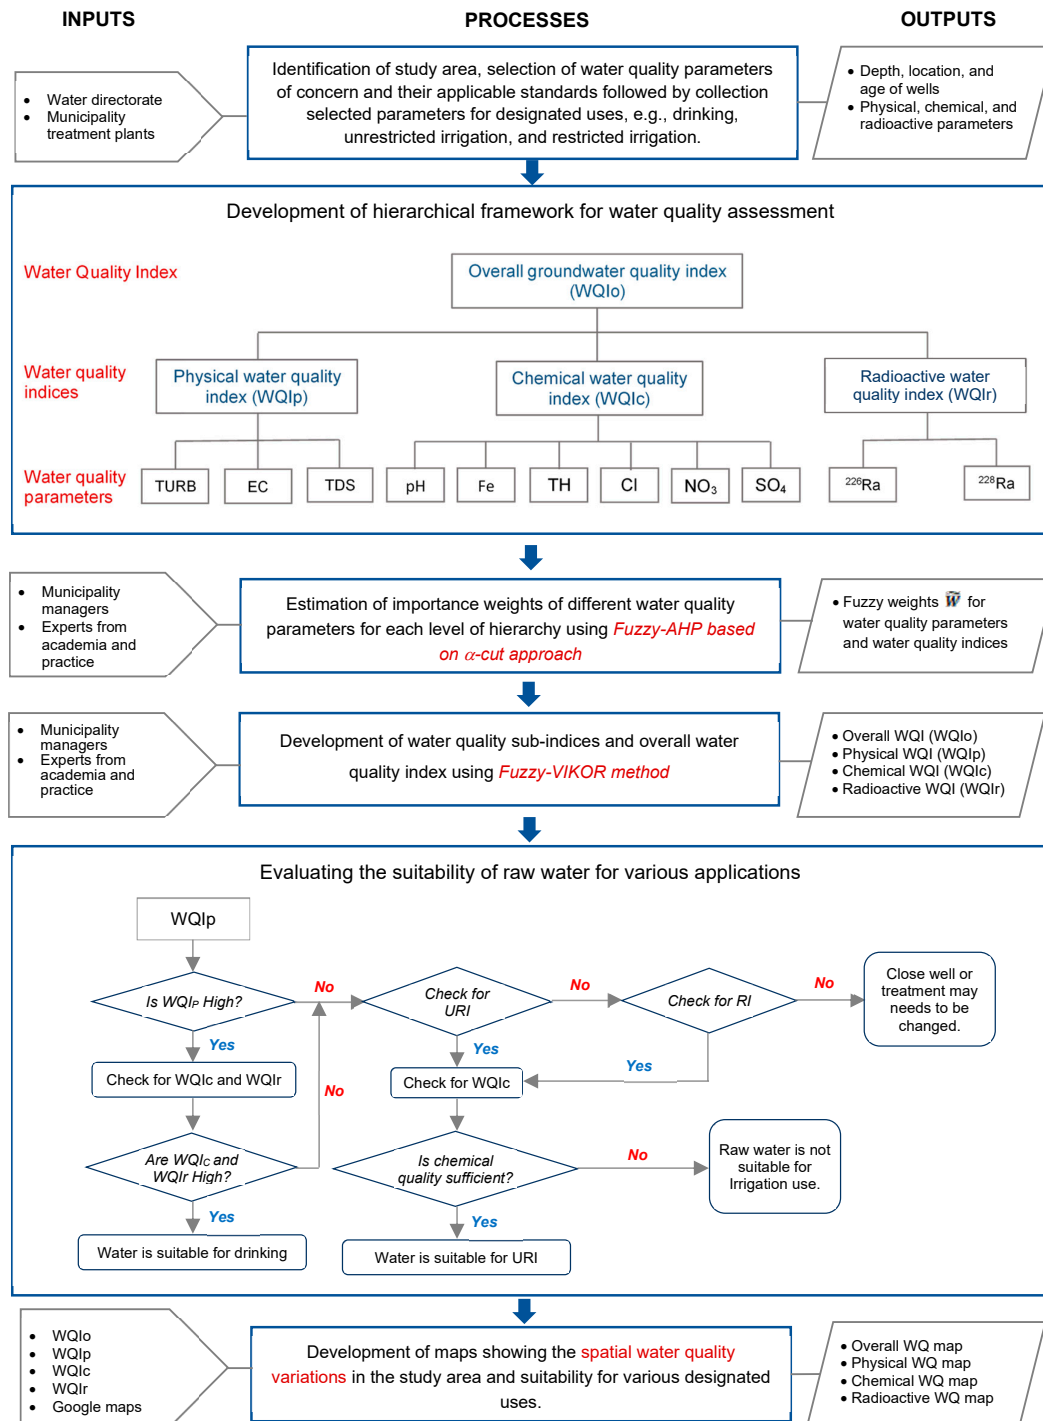 INPUTS
PROCESSES
OUTPUTS
• Water directorate
• Municipality
treatment plants
Identification of study area, selection of water quality parameters
of concern and their applicable standards followed by collection
selected parameters for designated uses, e.g., drinking,
unrestricted irrigation, and restricted irrigation.
• Depth, location, and
age of wells
• Physical, chemical, and
radioactive parameters
Development of hierarchical framework for water quality assessment
Water Quality Index
Overall groundwater quality index
(WQIo)
Water quality
indices
Physical water quality
index (WQIp)
Chemical water quality
index (WQIc)
Radioactive water
quality index (WQIr)
Water quality
parameters
TURB
EC
TDS
pH
Fe
TH
Cl
NO3
SO4
226Ra
228Ra
• Municipality
managers
• Experts from
academia and
practice
Estimation of importance weights of different water quality
parameters for each level of hierarchy using Fuzzy-AHP based
on α-cut approach
• Fuzzy weights W̃ for
water quality parameters
and water quality indices
• Municipality
managers
• Experts from
academia and
practice
Development of water quality sub-indices and overall water
quality index using Fuzzy-VIKOR method
• Overall WQI (WQIo)
• Physical WQI (WQIp)
• Chemical WQI (WQIc)
• Radioactive WQI (WQIr)
Evaluating the suitability of raw water for various applications
WQIp
Is WQIP High?
No
Check for
URI
No
Check for RI
No
Close well or
treatment may
needs to be
changed.
Yes
Yes
Yes
Check for WQIc and WQIr
No
Check for WQIc
Are WQIC and
WQIr High?
Is chemical
quality sufficient?
No
Raw water is not
suitable for
Irrigation use.
Yes
Yes
Water is suitable for drinking
Water is suitable for URI
• WQIo
• WQIp
• WQIc
• WQIr
• Google maps
Development of maps showing the spatial water quality
variations in the study area and suitability for various designated
uses.
• Overall WQ map
• Physical WQ map
• Chemical WQ map
• Radioactive WQ map